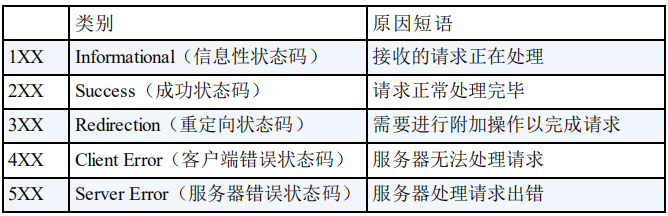 类别 原因短语
1XX Informational（信息性状态码） 接收的请求正在处理
2XX Success（成功状态码） 请求正常处理完毕
3XX Redirection（重定向状态码） 需要进行附加操作以完成请求
4XX Client Error（客户端错误状态码） 服务器无法处理请求
5XX Server Error（服务器错误状态码） 服务器处理请求出错